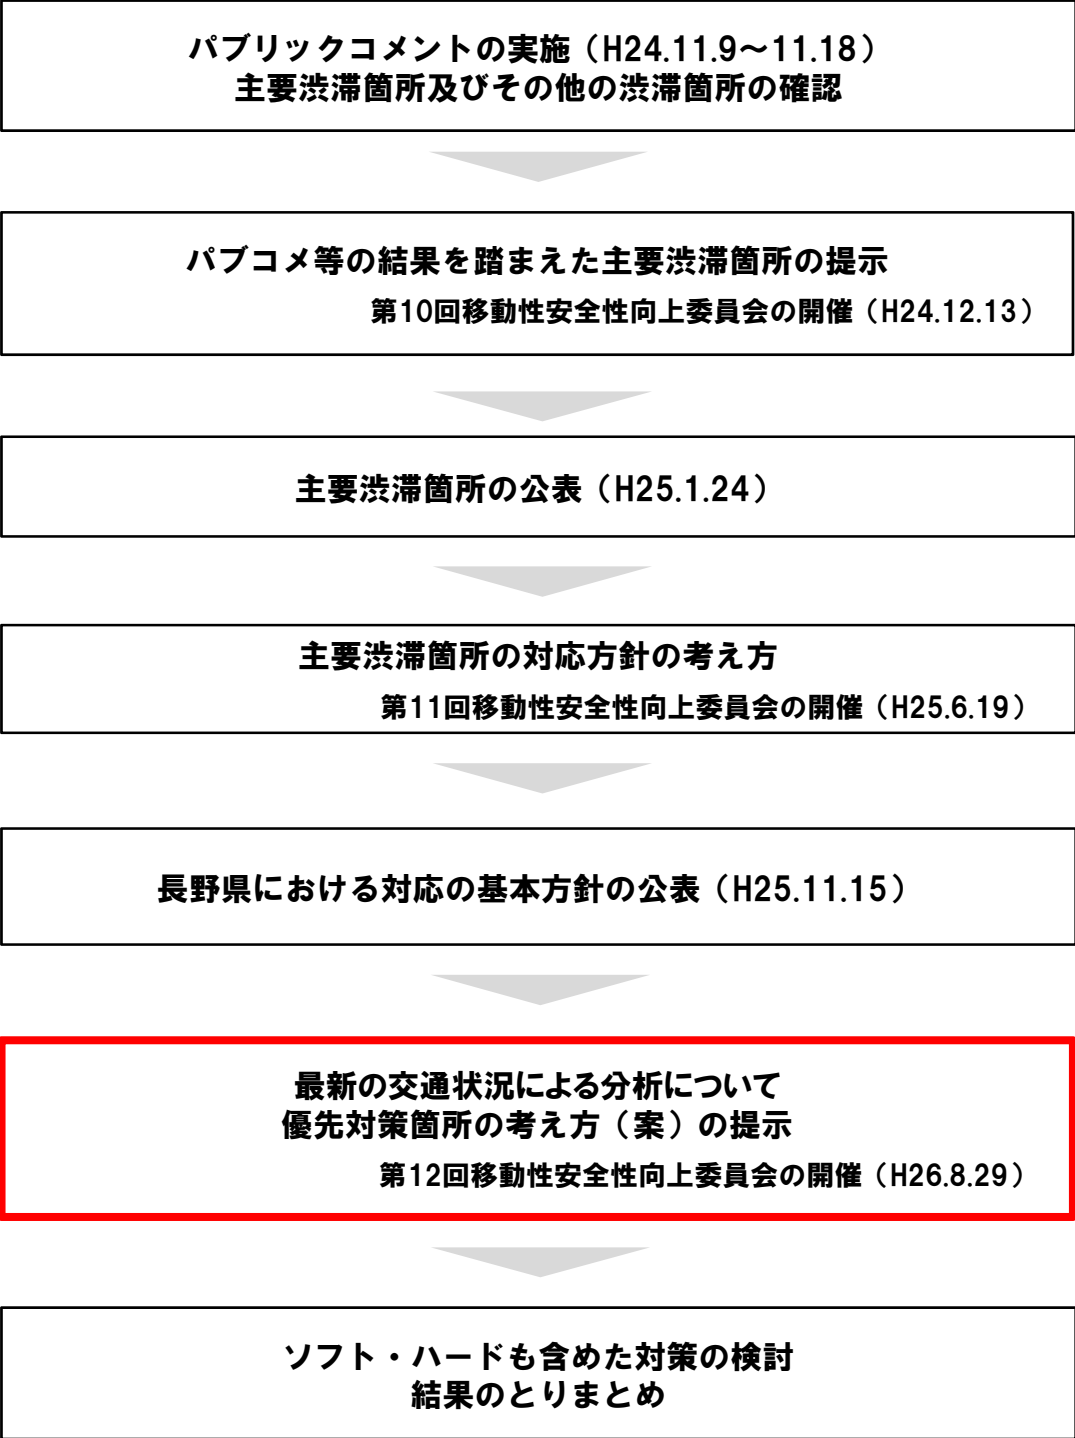 パブリックコメントの実施（H24.11.9～11.18）
主要渋滞箇所及びその他の渋滞箇所の確認
パブコメ等の結果を踏まえた主要渋滞箇所の提示
第10回移動性安全性向上委員会の開催（H24.12.13）
主要渋滞箇所の公表（H25.1.24）
主要渋滞箇所の対応方針の考え方
第11回移動性安全性向上委員会の開催（H25.6.19）
長野県における対応の基本方針の公表（H25.11.15）
最新の交通状況による分析について
優先対策箇所の考え方（案）の提示
第12回移動性安全性向上委員会の開催（H26.8.29）
ソフト・ハードも含めた対策の検討
結果のとりまとめ